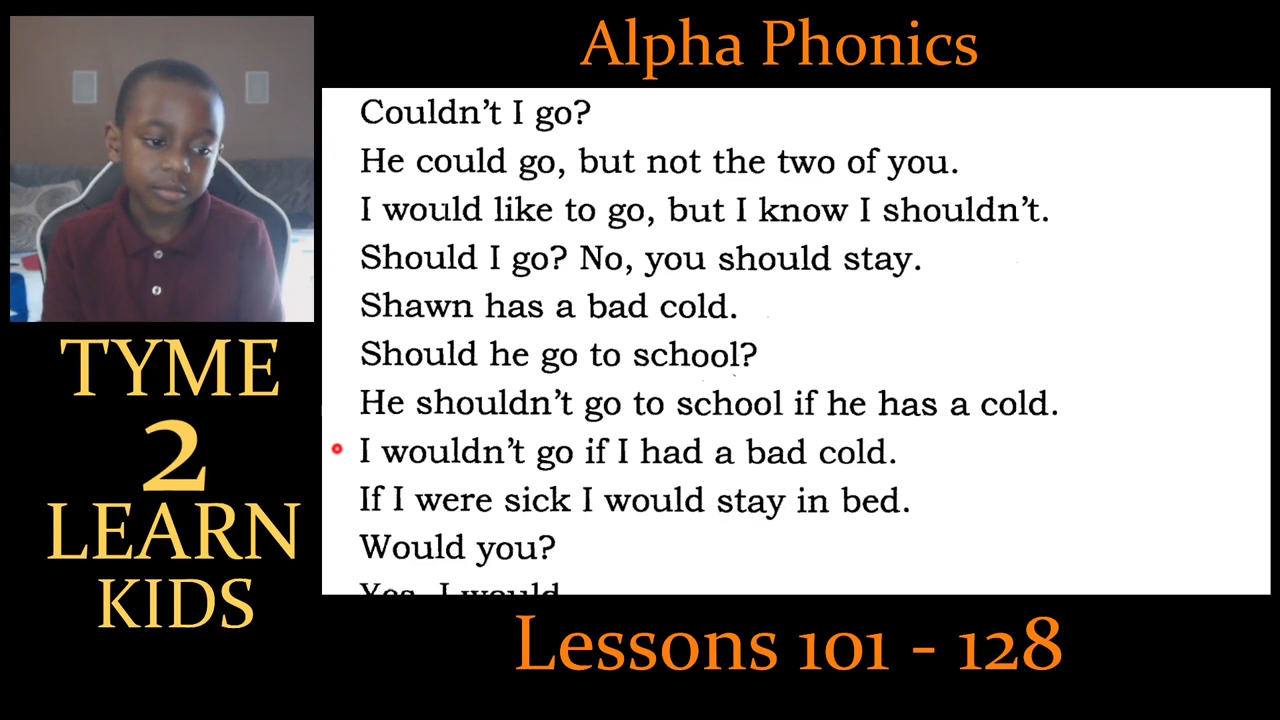 Alpha Phonics
Couldn't I go?
He could go, but not the two of you.
I would like to go, but I know I shouldn't.
Should I go? No, you should stay.
Shawn has a bad cold.
Should he go to school?
He shouldn't go to school if he has a cold.
I wouldn't go if I had a bad cold.
If I were sick I would stay in bed.
Would you?
Yes, I would
TYME
2
LEARN
KIDS
Lessons 101 - 128